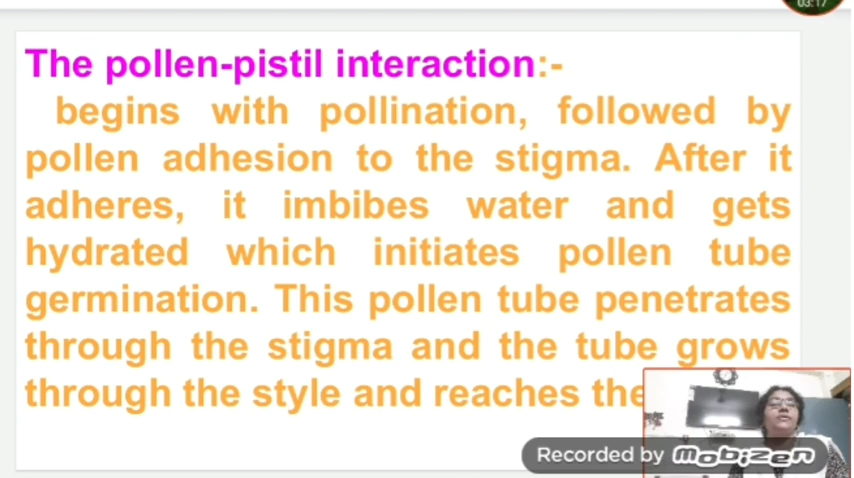 03:17
The pollen-pistil interaction:-
begins with pollination, followed by
pollen adhesion to the stigma. After it
adheres, it imbibes water and gets
hydrated which initiates pollen tube
germination. This pollen tube penetrates
through the stigma and the tube grows
through the style and reaches the
Recorded by Mobizen